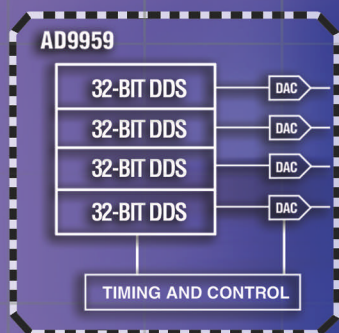 AD9959
32-BIT DDS
DAC
32-BIT DDS
DAC
32-BIT DDS
DAC
32-BIT DDS
DAC
TIMING AND CONTROL